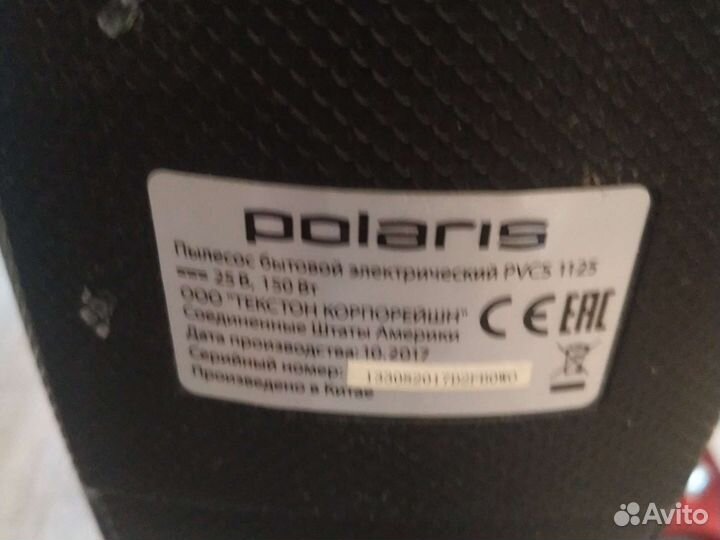 polaris
Пылесос бытовой электрический PVCS 1125
25 В, 150 Вт
ООО "ТЕКСТОН КОРПОРЕЙШН"
Соединенные Штаты Америки
Дата производства: 10.2017
Серийный номер:
Произведено в Китае
CE EAC
Avito